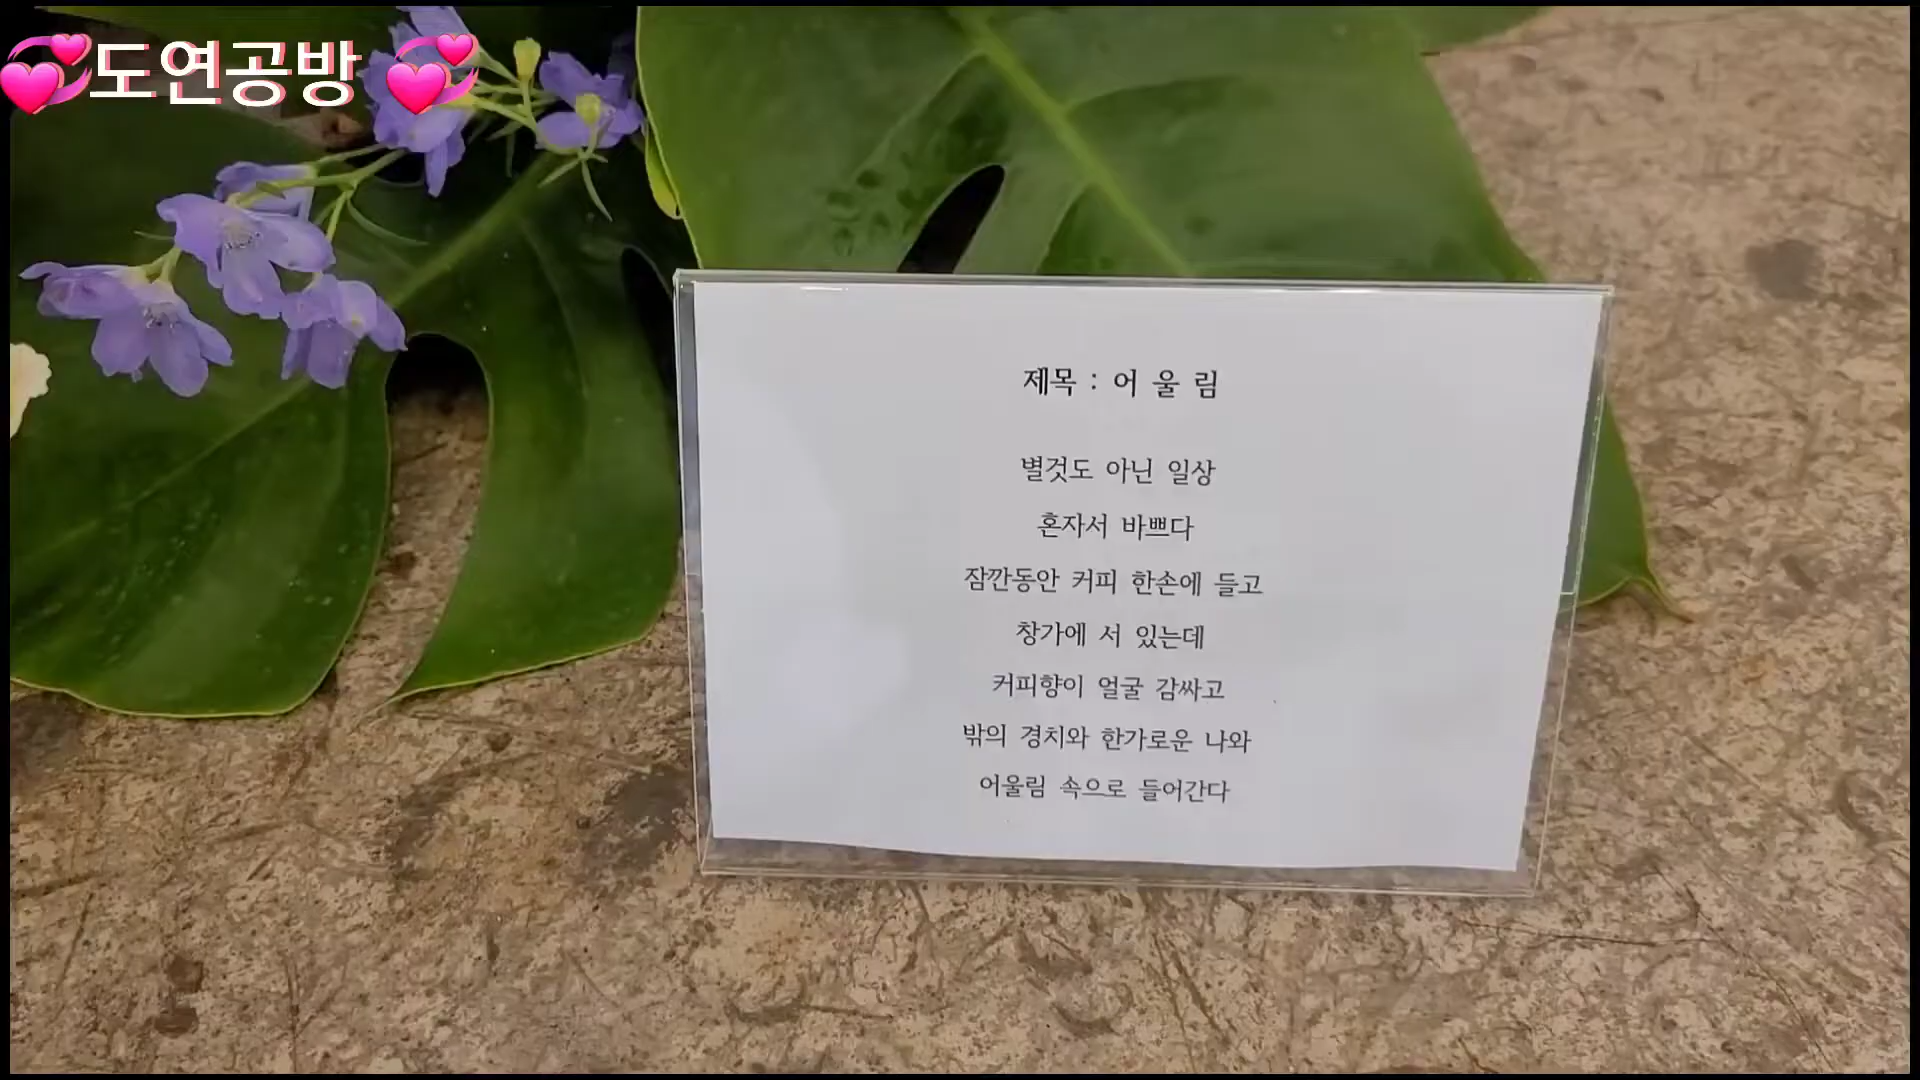 💞도연공방 💞
제목 : 어 울 림
별것도 아닌 일상
혼자서 바쁘다
잠깐동안 커피 한손에 들고
창가에 서 있는데
커피향이 얼굴 감싸고
밖의 경치와 한가로운 나와
어울림 속으로 들어간다